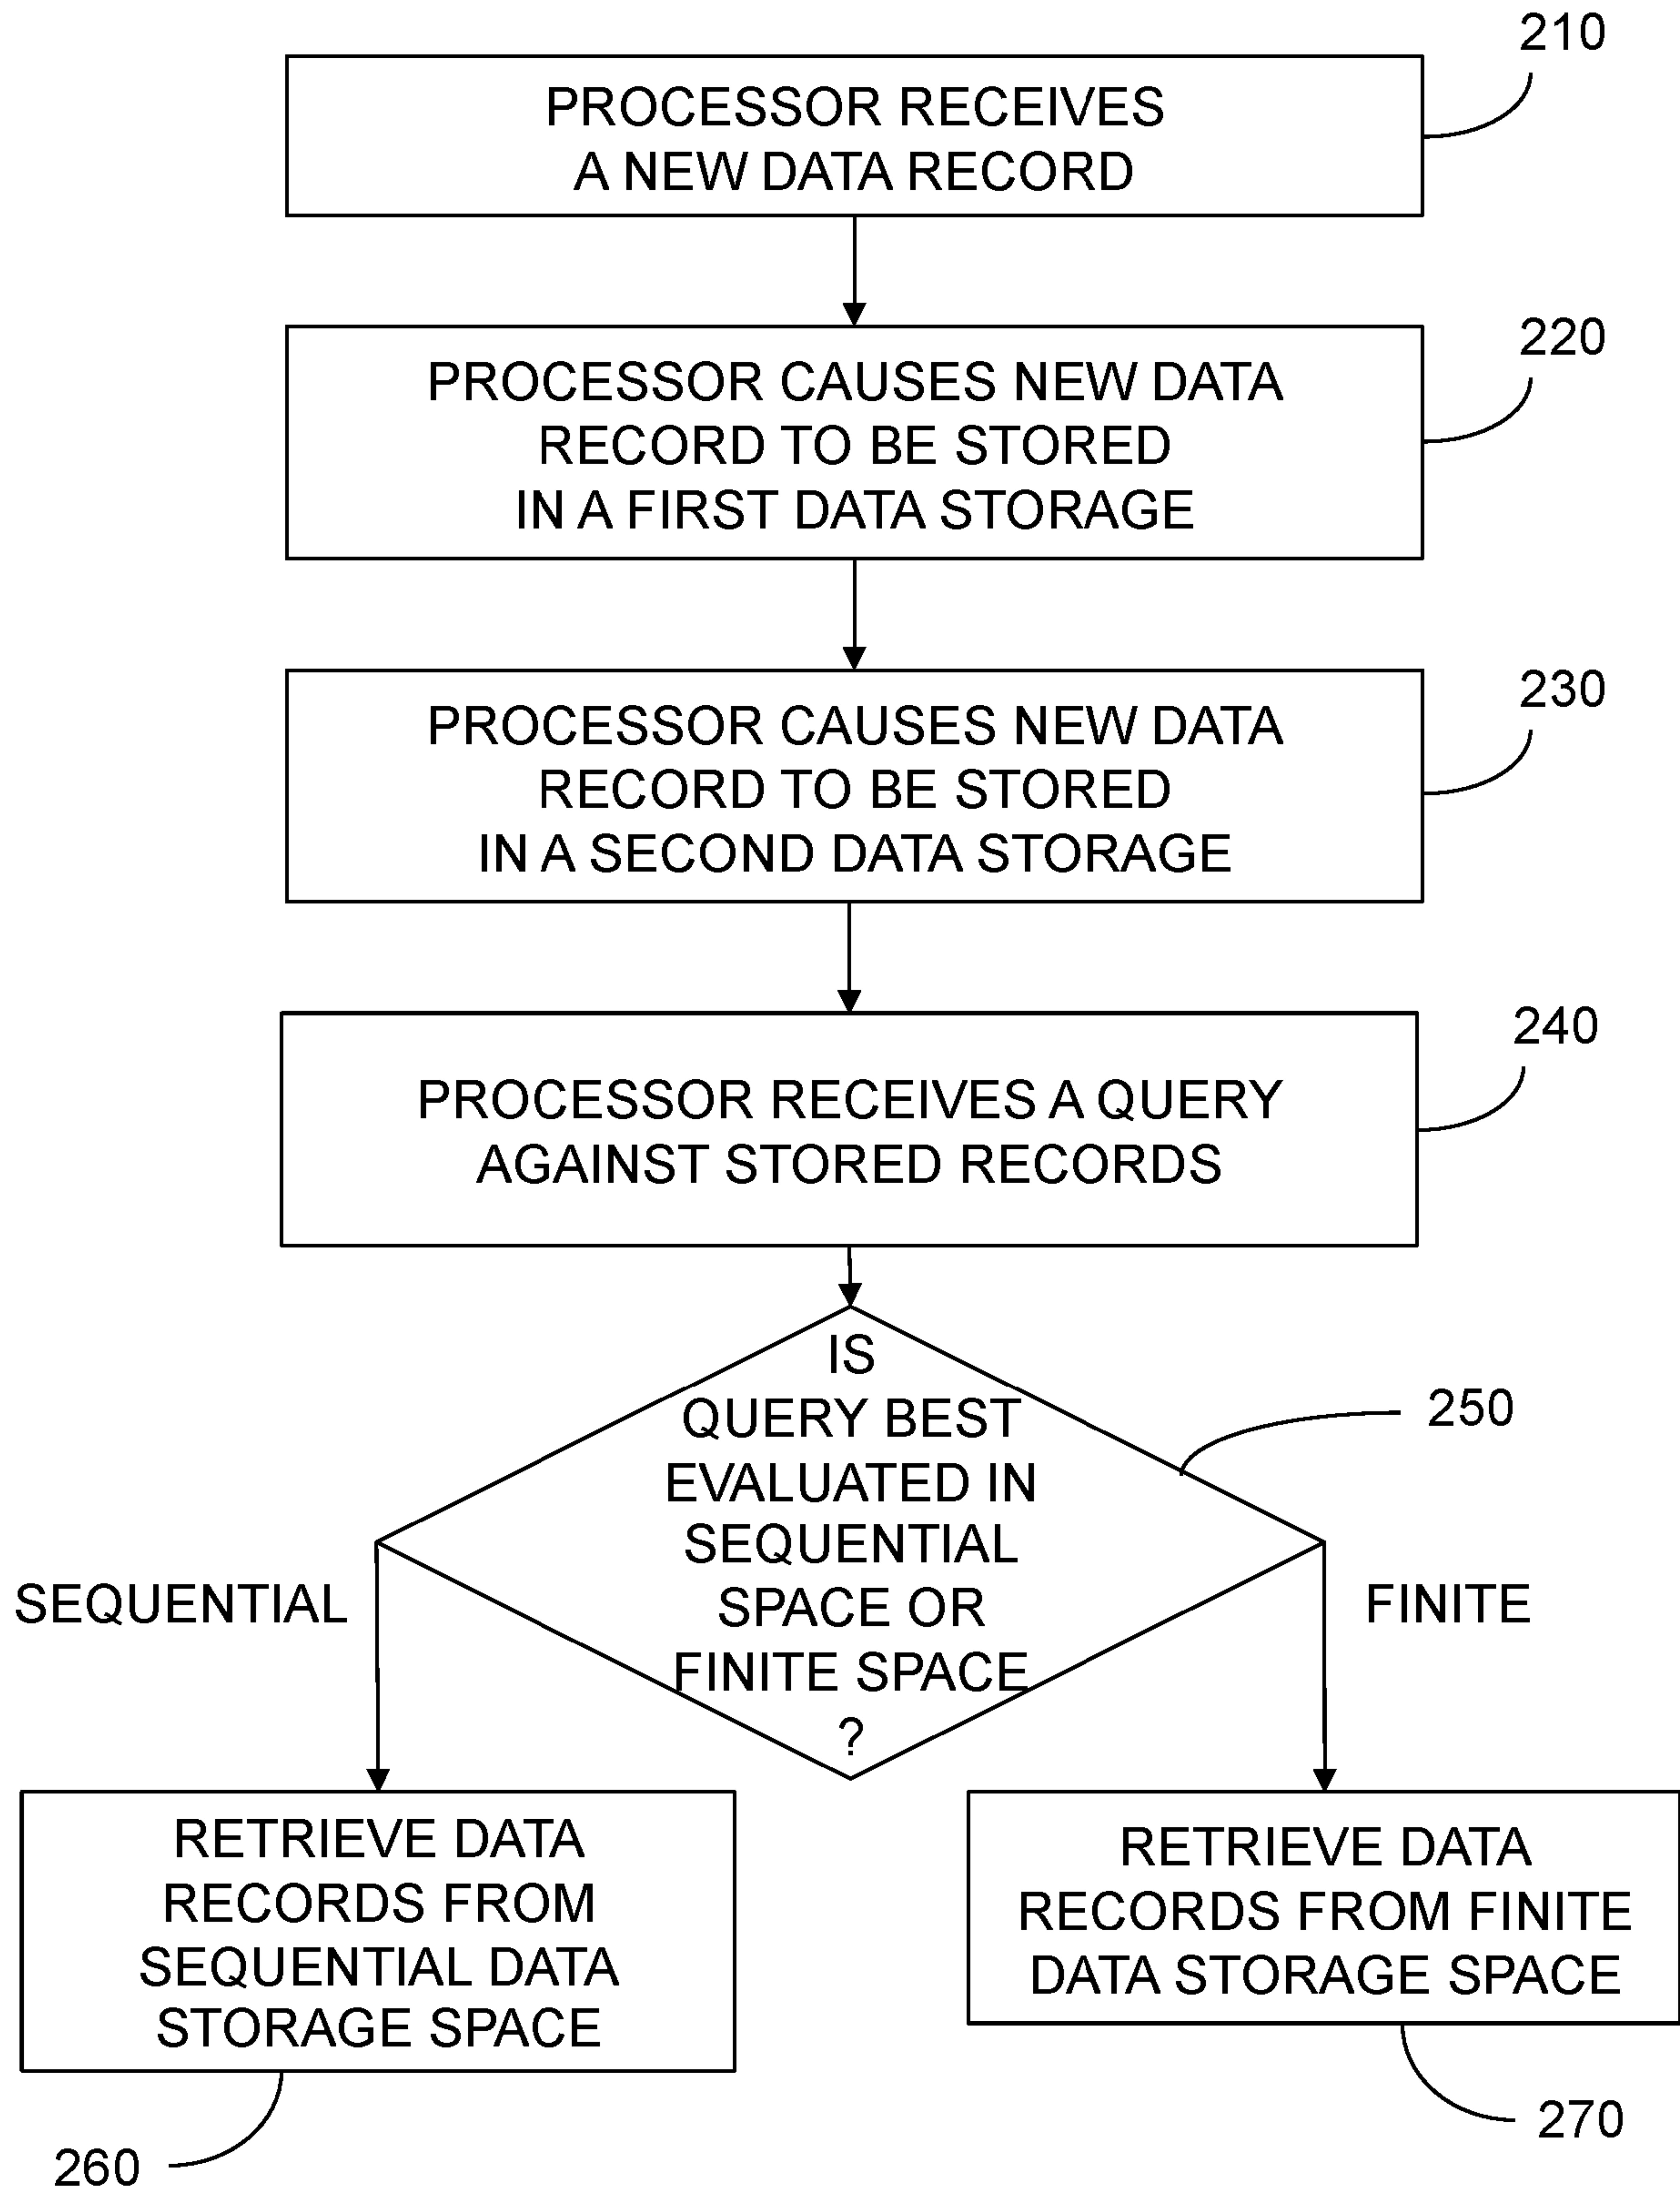 210
PROCESSOR RECEIVES
A NEW DATA RECORD
220
PROCESSOR CAUSES NEW DATA
RECORD TO BE STORED
IN A FIRST DATA STORAGE
230
PROCESSOR CAUSES NEW DATA
RECORD TO BE STORED
IN A SECOND DATA STORAGE
240
PROCESSOR RECEIVES A QUERY
AGAINST STORED RECORDS
IS
QUERY BEST
EVALUATED IN
SEQUENTIAL
SPACE OR
FINITE SPACE
?
250
SEQUENTIAL
FINITE
RETRIEVE DATA
RECORDS FROM
SEQUENTIAL DATA
STORAGE SPACE
RETRIEVE DATA
RECORDS FROM FINITE
DATA STORAGE SPACE
260
270